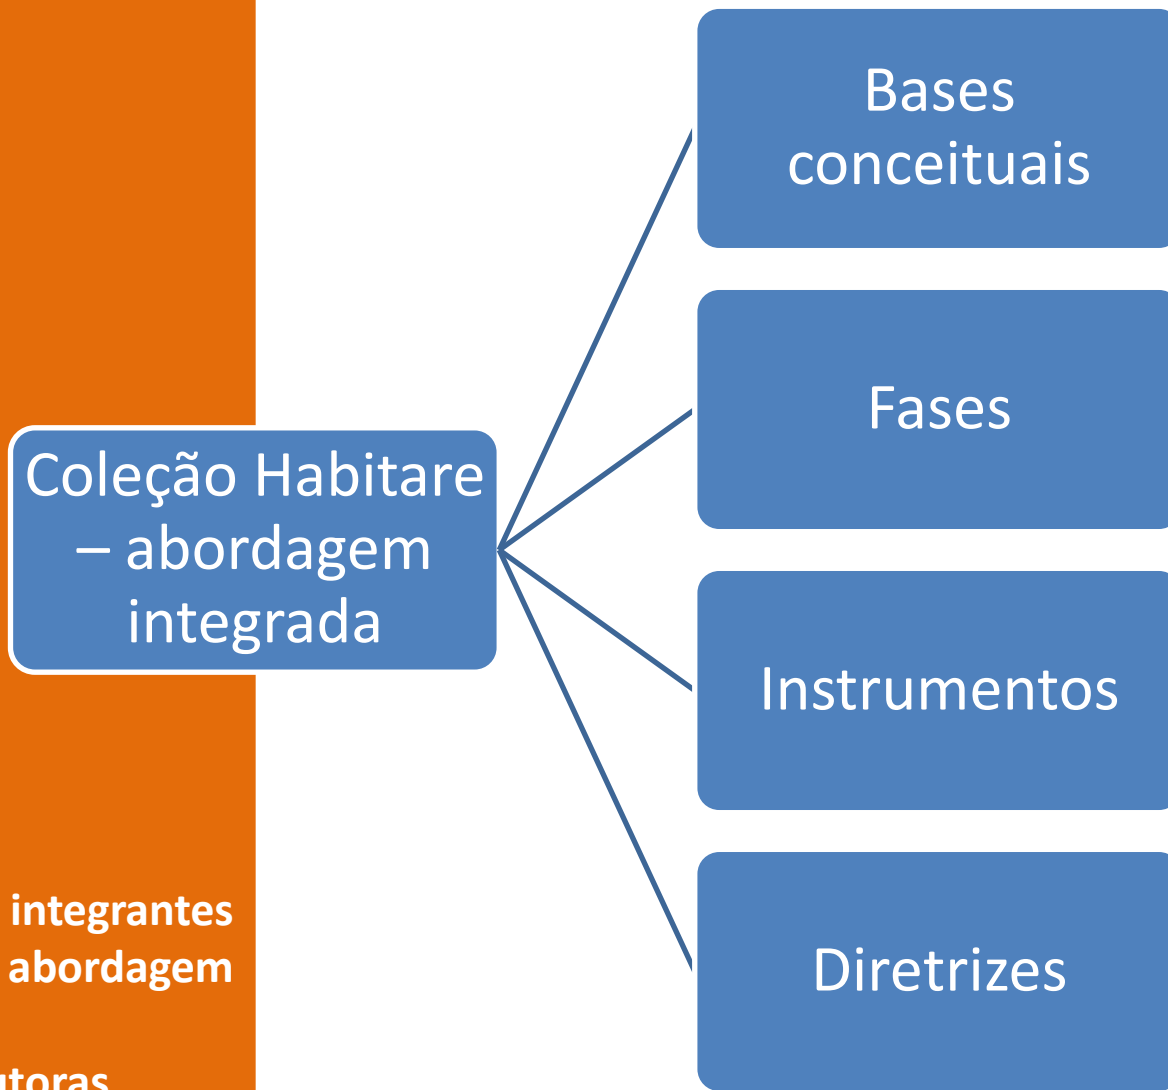 Bases
conceituais
Fases
Coleção Habitare
– abordagem
integrada
Instrumentos
integrantes
abordagem
Diretrizes